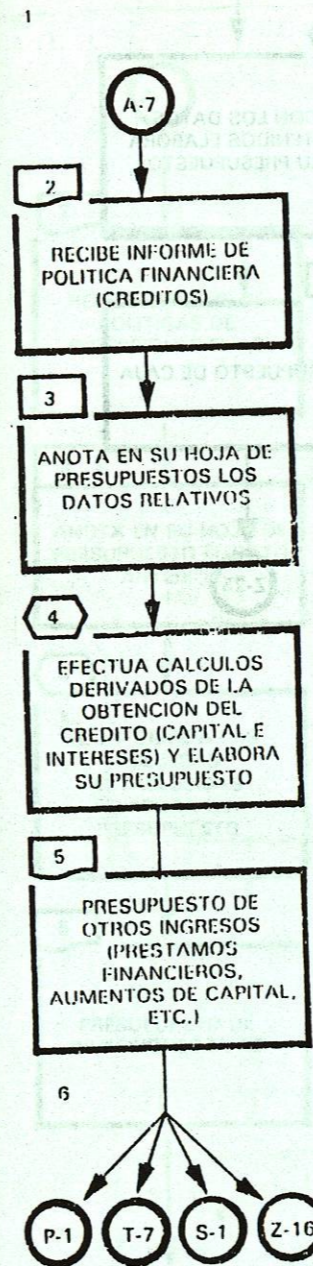 1
A-7
2
RECIBE INFORME DE
POLITICA FINANCIERA
(CREDITOS)
3
ANOTA EN SU HOJA DE
PRESUPUESTOS LOS
DATOS RELATIVOS
4
EFECTUA CALCULOS
DERIVADOS DE LA
OBTENCION DEL
CREDITO (CAPITAL E
INTERESES) Y ELABORA
SU PRESUPUESTO
5
PRESUPUESTO DE
OTROS INGRESOS
(PRESTAMOS
FINANCIEROS,
AUMENTOS DE CAPITAL,
ETC.)
6
P-1 T-7 S-1 Z-16